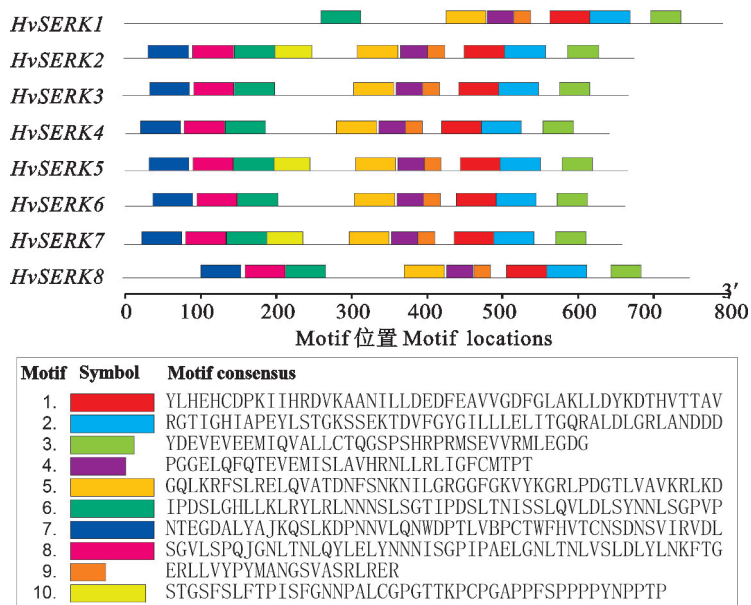 HvSERK1
HvSERK2
HvSERK3
HvSERK4
HvSERK5
HvSERK6
HvSERK7
HvSERK8
3′
0 100 200 300 400 500 600 700 800
Motif 位置 Motif locations
Motif Symbol Motif consensus
1. YLHEHCDPKIIHRDVKAANILLDEDFEAVVGDFGLAKLLDYKDTHVTTAV
2. RGTIGHIAPEYLSTGKSSEKTDVFGYGILLLELITGQRALDLGRLANDDD
3. YDEVEVEEMIQVALLCTQGSPSHRPRMSEVVRMLEGDG
4. PGGELQFQTEVEMISLAVHRNLLRLIGFCMTPT
5. GQLKRFSLRELQVATDNFSNKNILGRGGFGKVYKGRLPDGTLVAVKRLKD
6. IPDSLGHLLKLRYLRLNNNSLSGTIPDSLTNISSLQVLDLSYNNLSGPVP
7. NTEGDALYAJKQSLKDPNNVLQNWDPTLVBPCTWFHVTCNSDNSVIRVDL
8. SGVLSPQJGNLTNLQYLELYNNNISGPIPAELGNLTNLVSLDLYLNKFTG
9. ERLLVYPYMANGSVASRLRER
10. STGSFSLFTPISFGNNPALCGPGTTKPCPGAPPFSPPPPYNPPTP